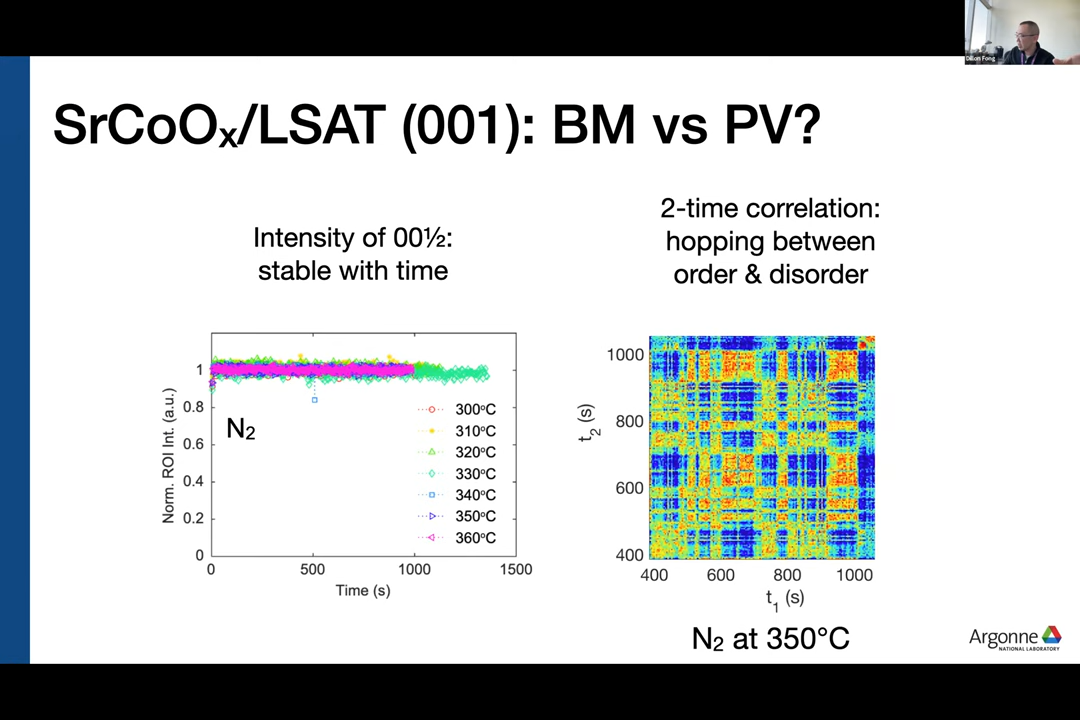 Dillon Fong
SrCoOₓ/LSAT (001): BM vs PV?
Intensity of 00½:
stable with time
2-time correlation:
hopping between
order & disorder
Norm. ROI Int. (a.u.)
1
0.8
0.6
0.4
0.2
0
N₂
300°C
310°C
320°C
330°C
340°C
350°C
360°C
0
500
1000
1500
Time (s)
t₂ (s)
1000
800
600
400
400
600
800
1000
t₁ (s)
N₂ at 350°C
Argonne
NATIONAL LABORATORY